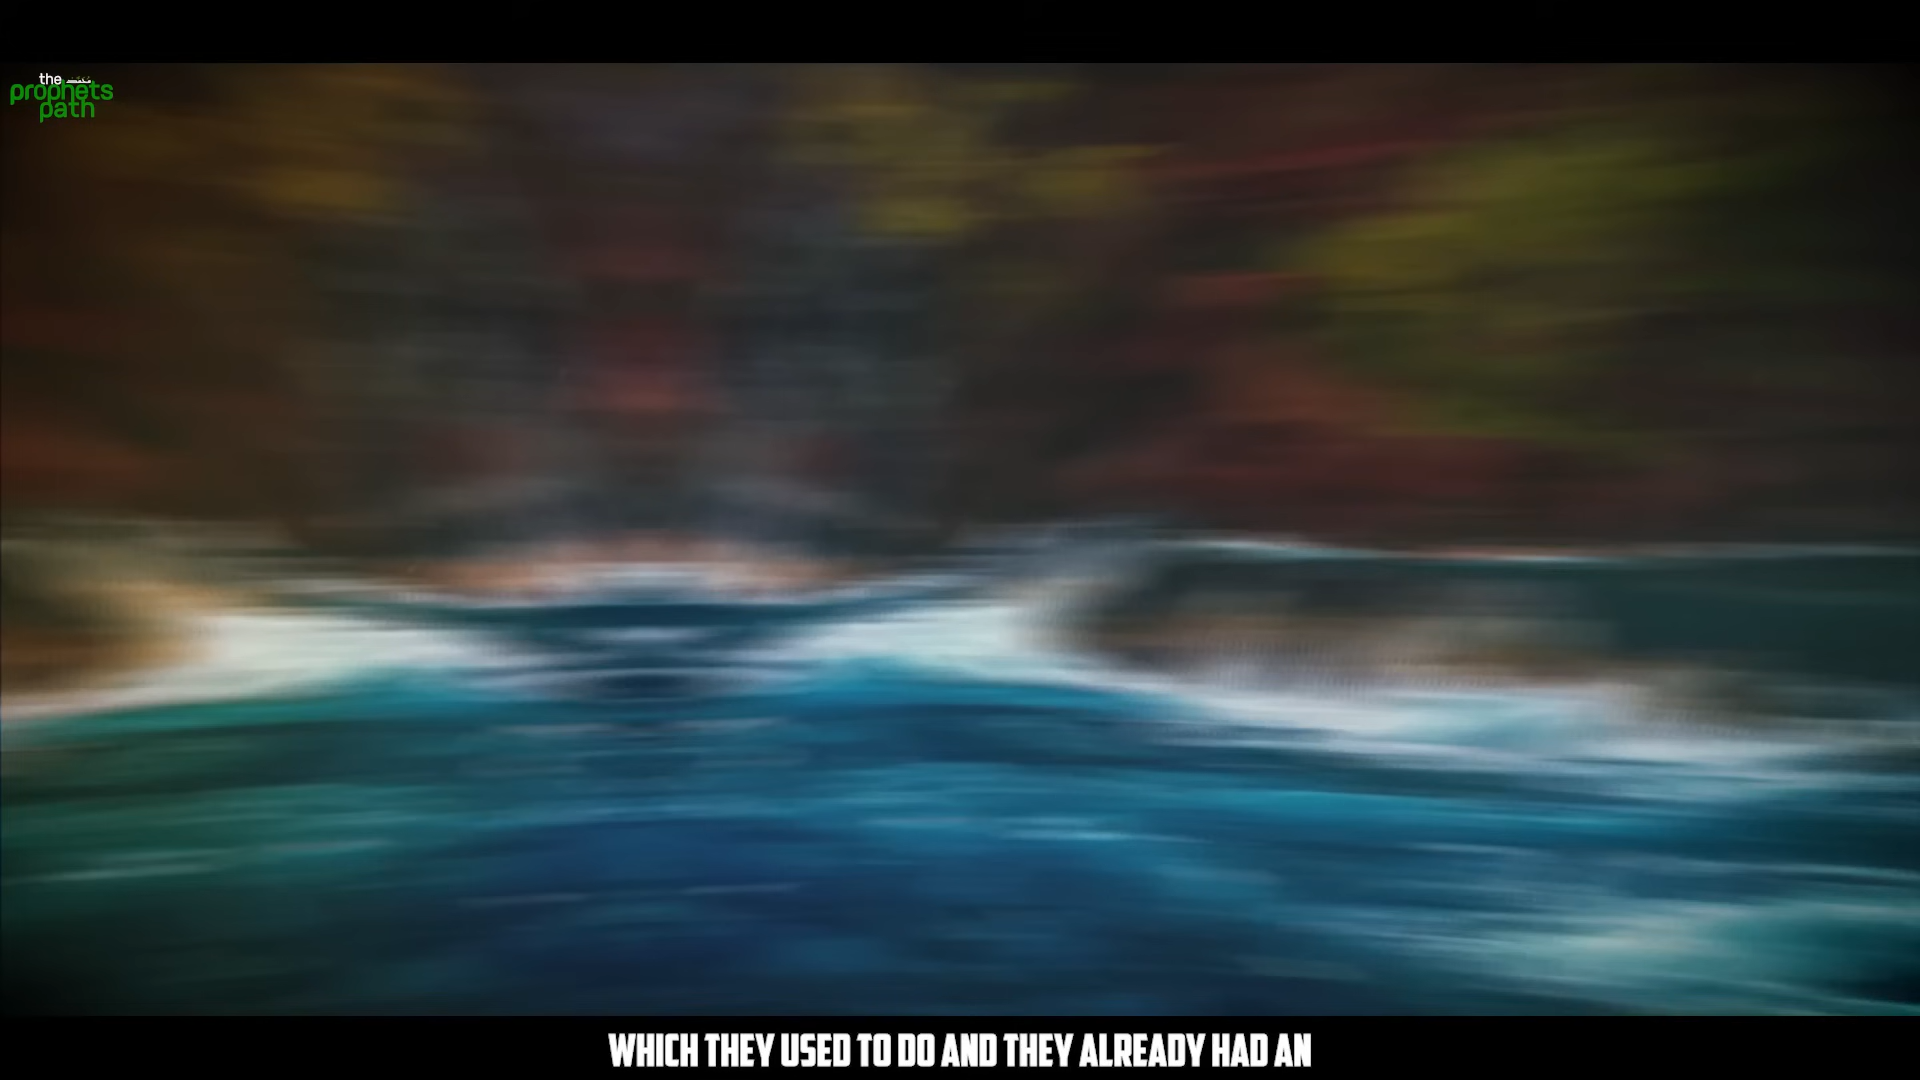 the
prophets
path
WHICH THEY USED TO DO AND THEY ALREADY HAD AN